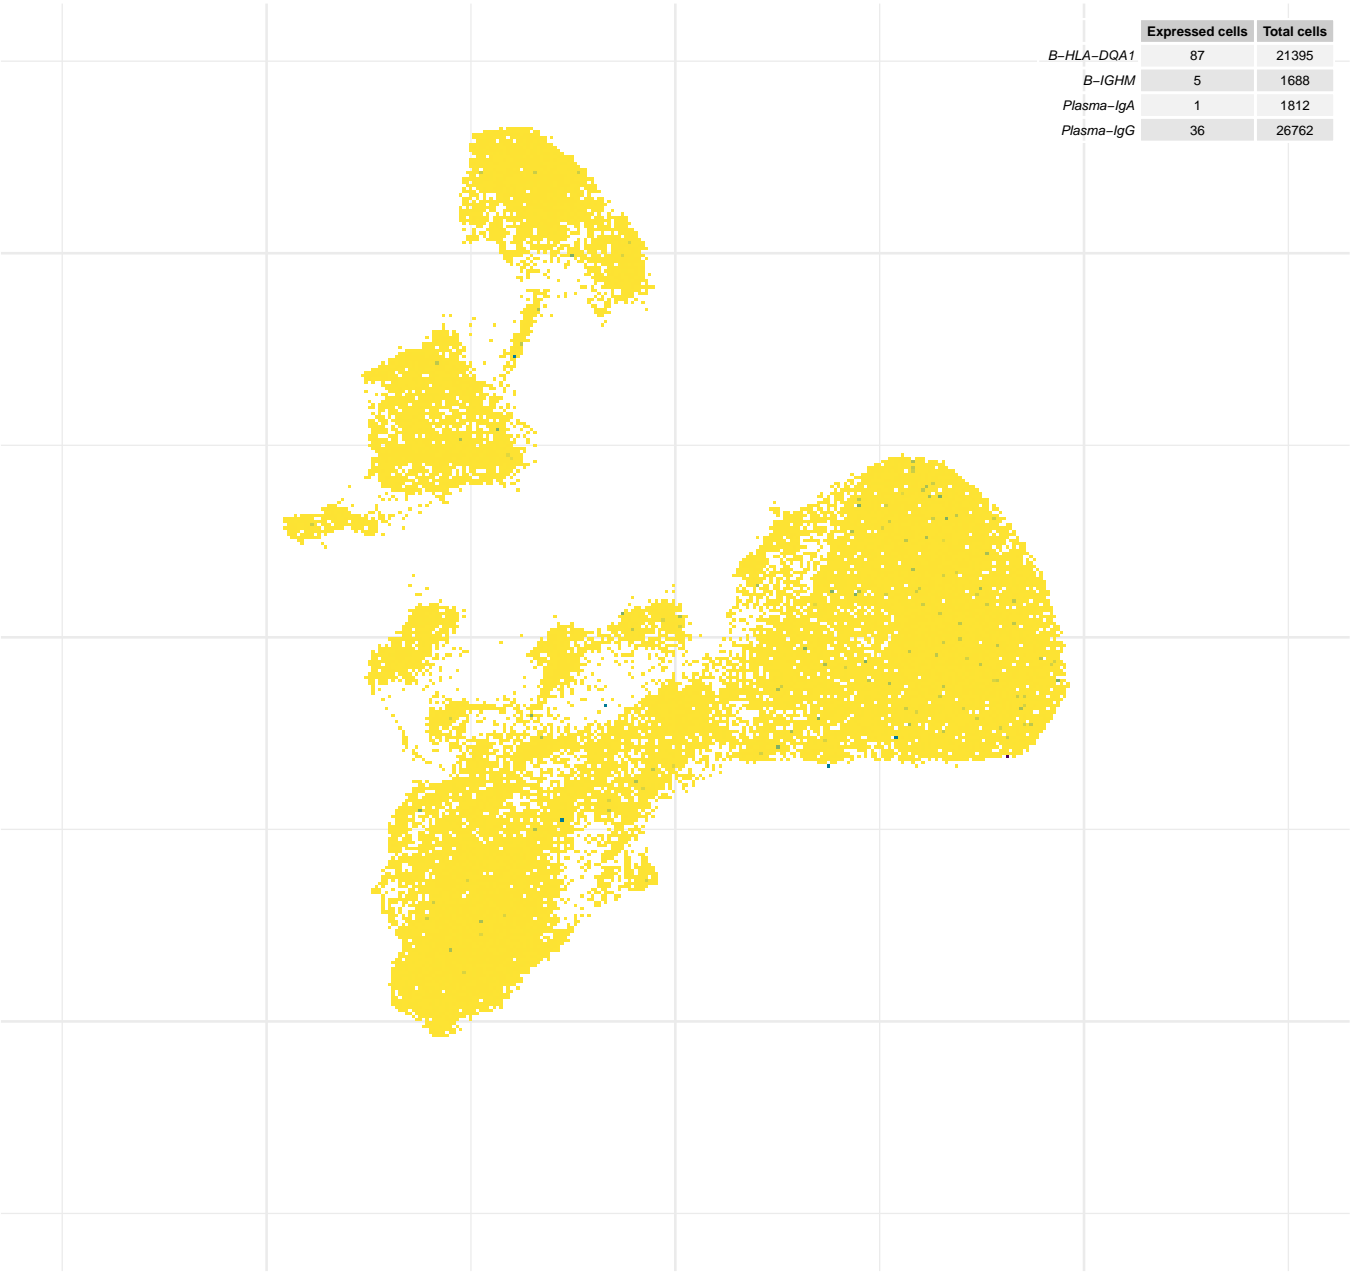 Expressed cells Total cells
B−HLA−DQA1 87 21395
B−IGHM 5 1688
Plasma−IgA 1 1812
Plasma−IgG 36 26762